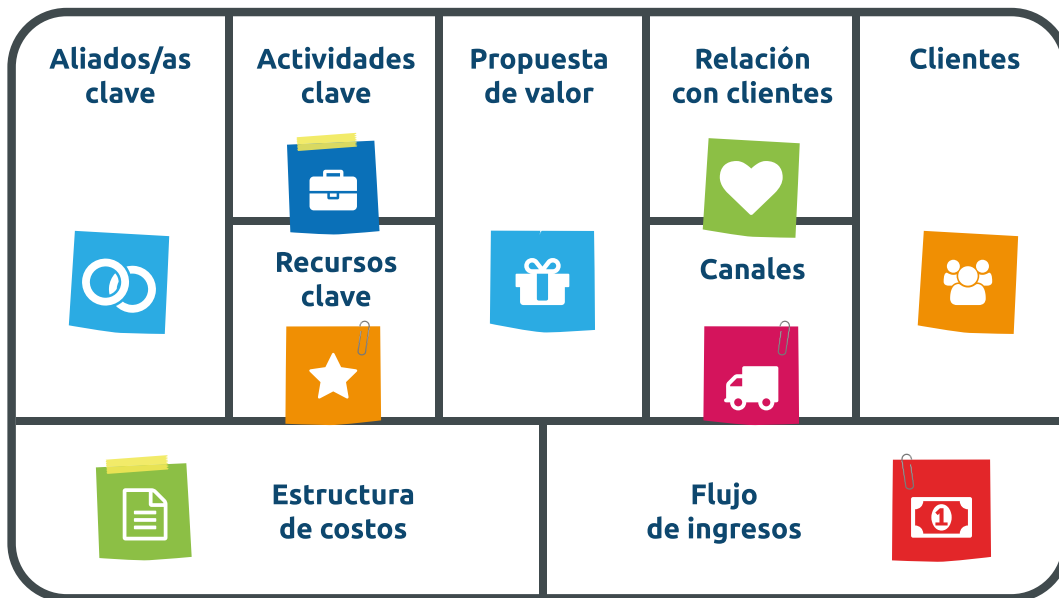 Aliados/as
clave
Actividades
clave
Recursos
clave
Propuesta
de valor
Relación
con clientes
Canales
Clientes
Estructura
de costos
Flujo
de ingresos
1